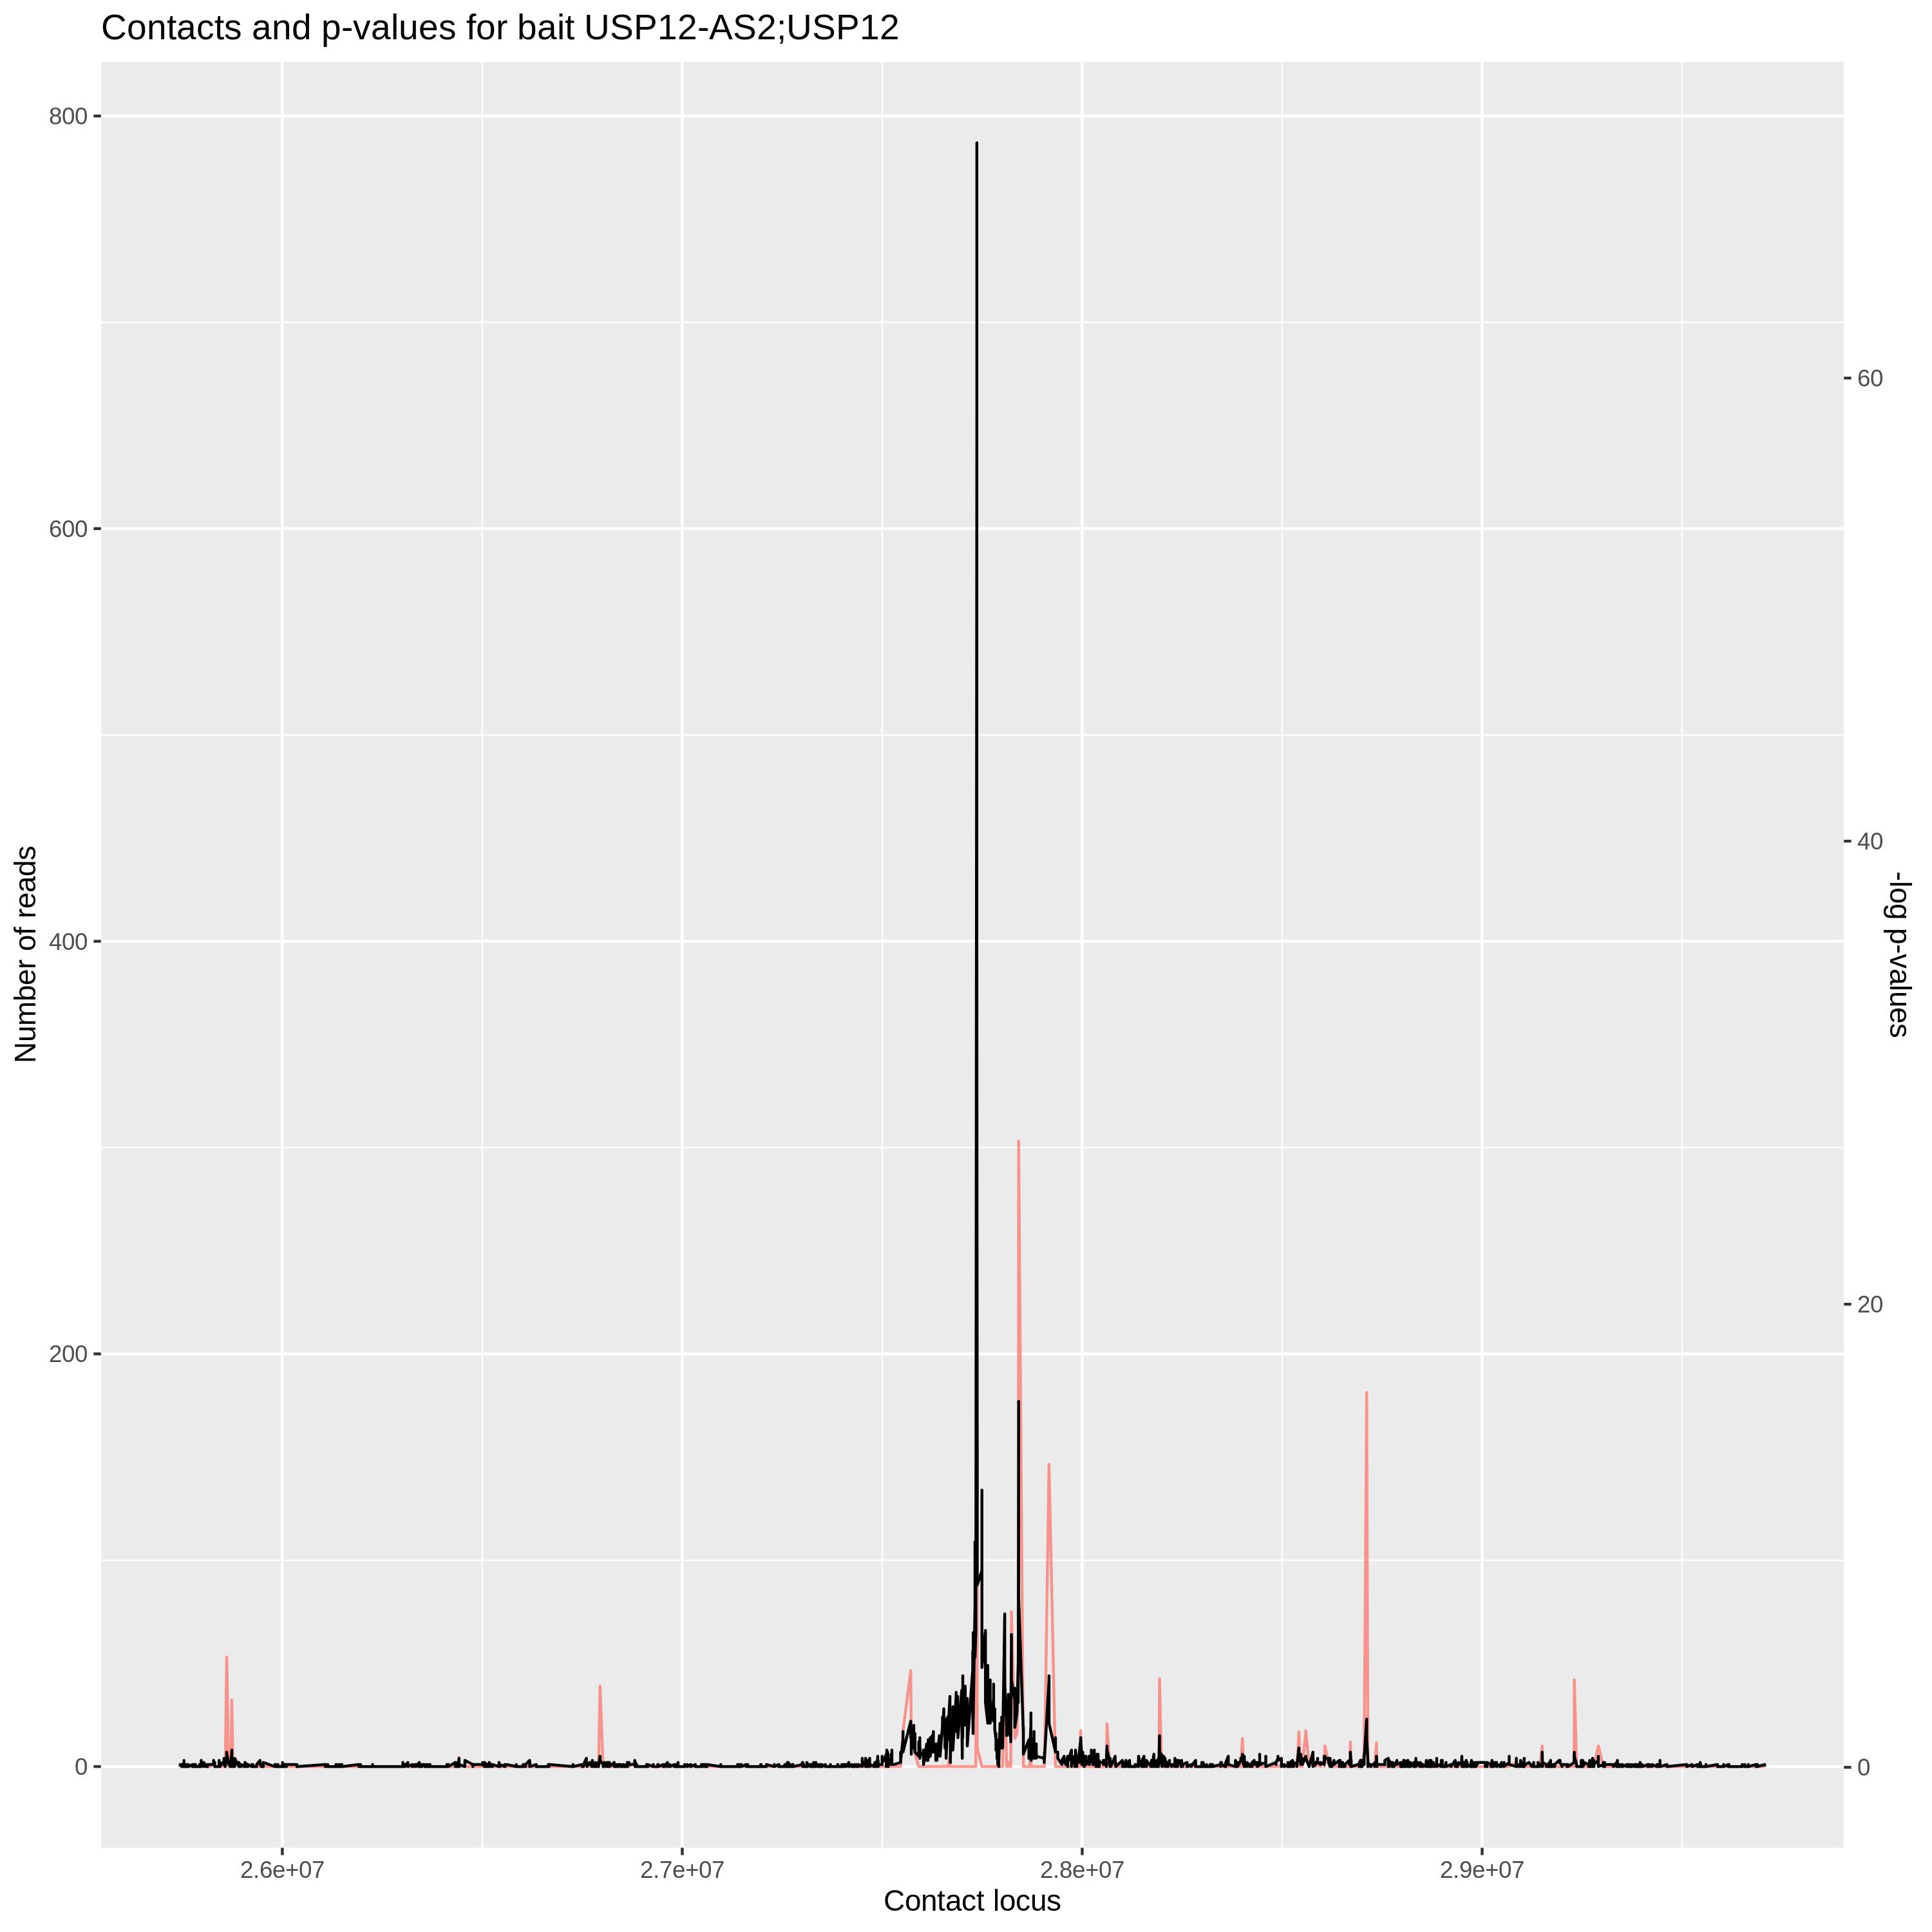 Contacts and p-values for bait USP12-AS2;USP12
800
600
400
200
0
Number of reads
60
40
20
0
-log p-values
2.6e+07 2.7e+07 2.8e+07 2.9e+07
Contact locus